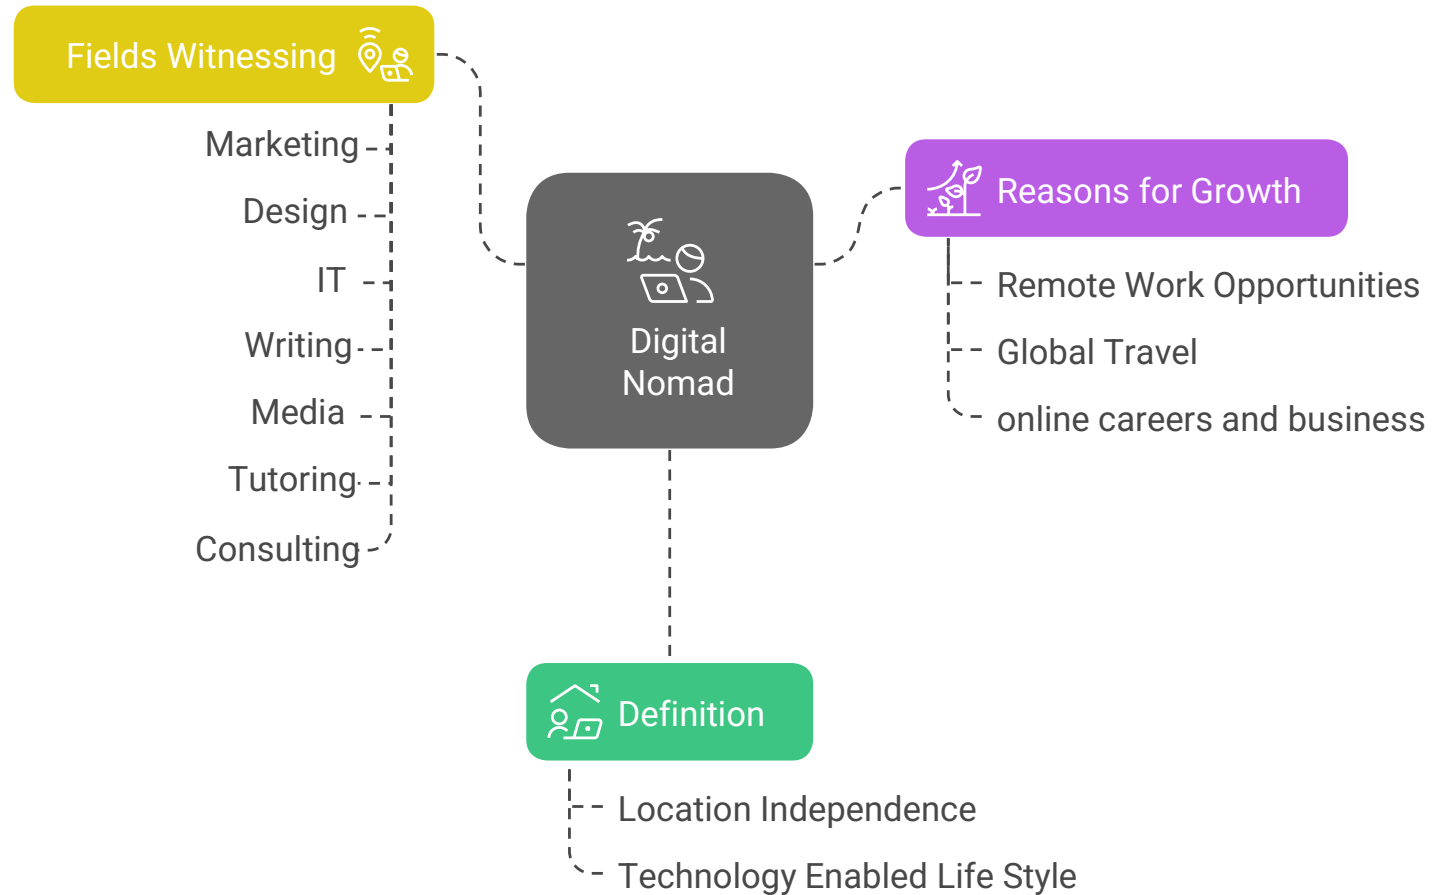 Fields Witnessing
Marketing
Design
IT
Writing
Media
Tutoring
Consulting
Digital
Nomad
Reasons for Growth
Remote Work Opportunities
Global Travel
online careers and business
Definition
Location Independence
Technology Enabled Life Style